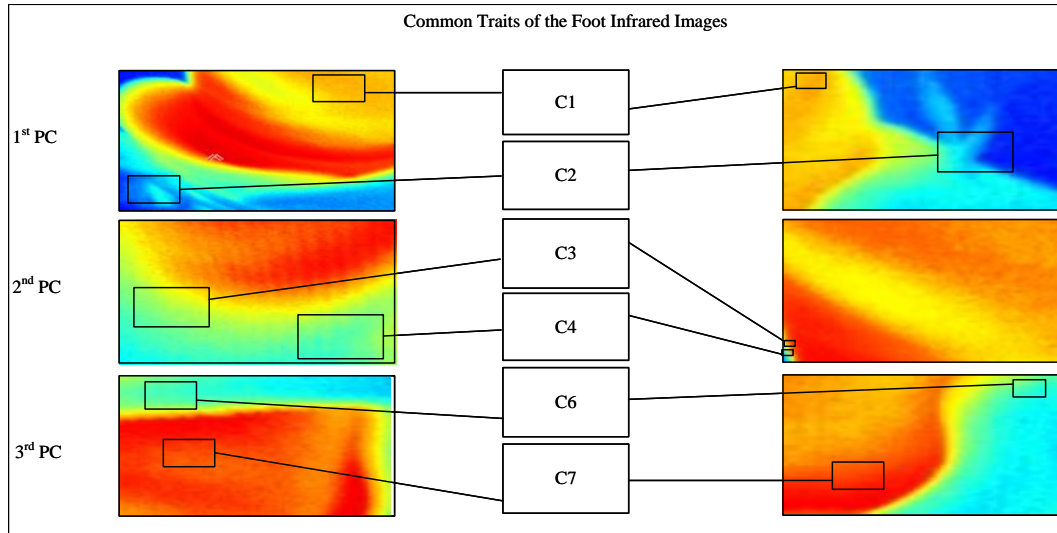 Common Traits of the Foot Infrared Images
1st PC
C1
C2
2nd PC
C3
C4
3rd PC
C6
C7